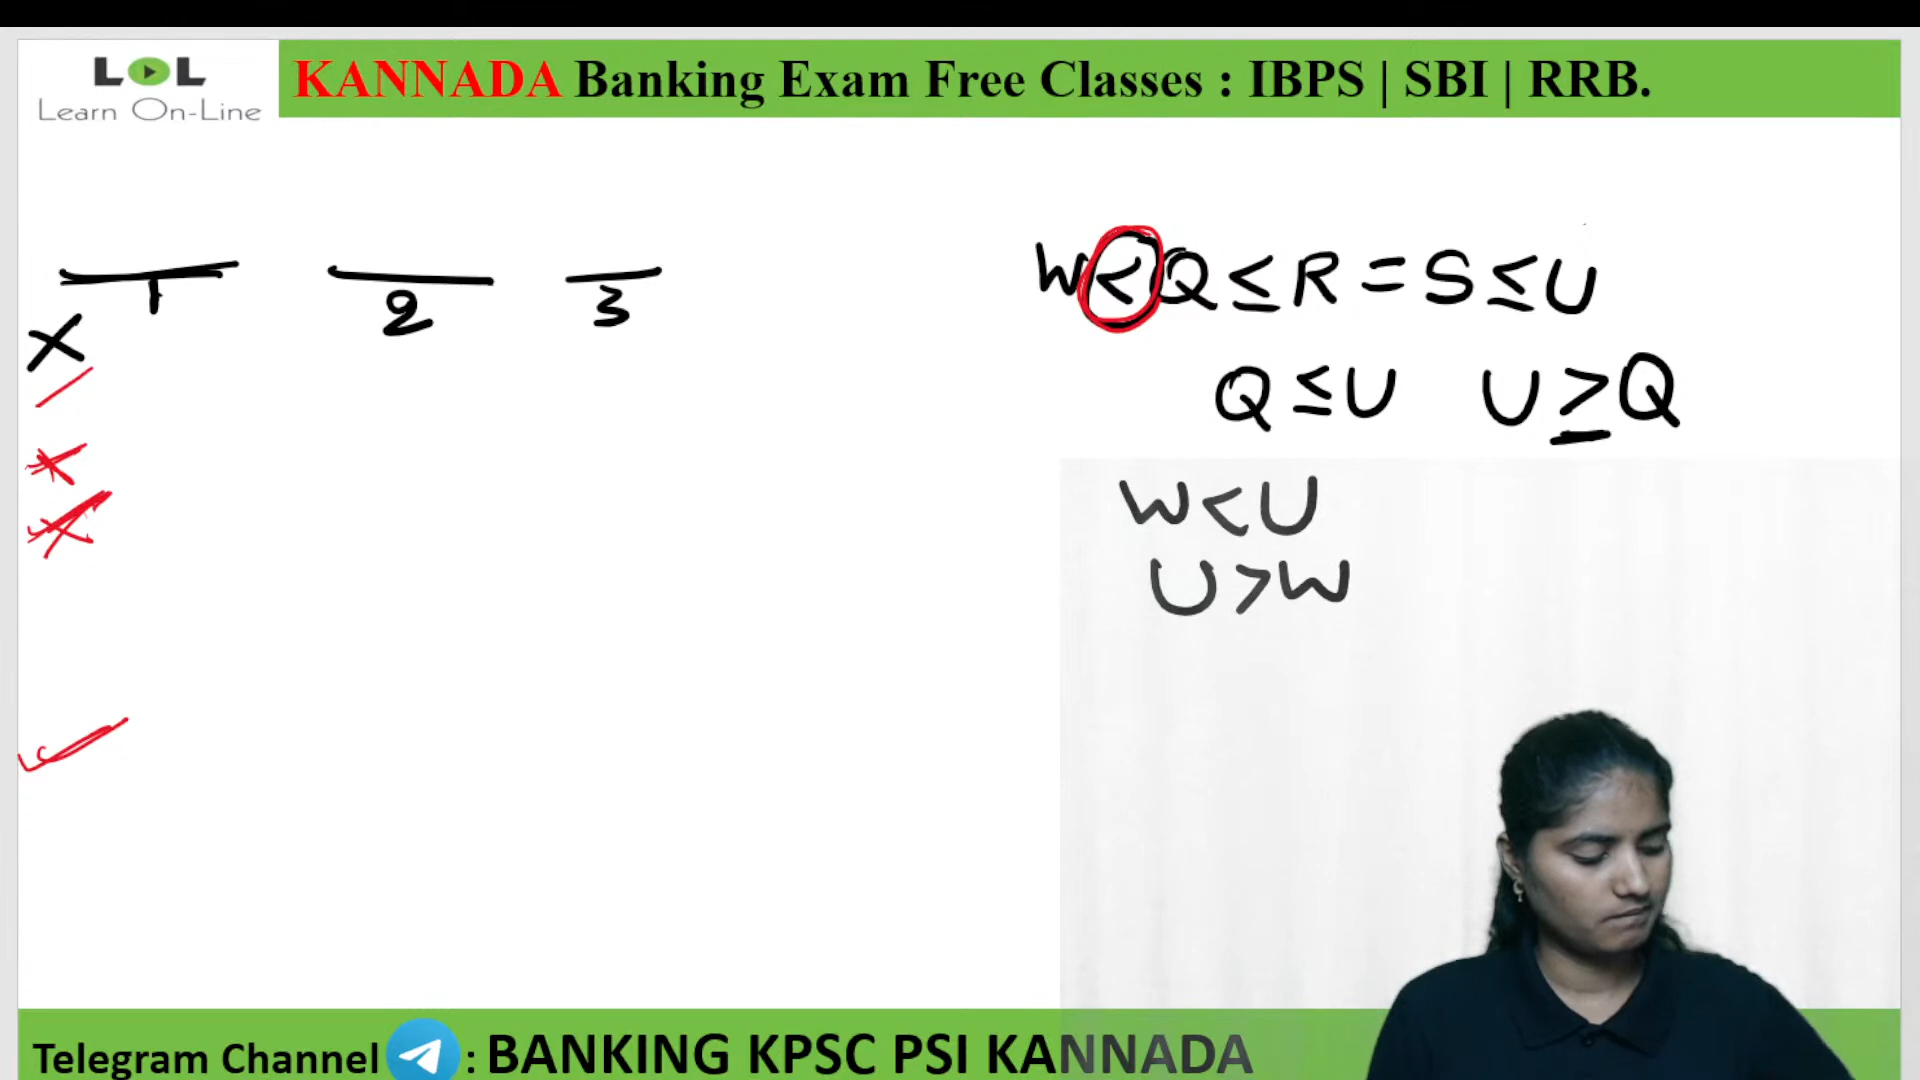 LOL
Learn On-Line
KANNADA Banking Exam Free Classes : IBPS | SBI | RRB.
1 2 3
W < Q ≤ R = S ≤ U
Q ≤ U U ≥ Q
W < U
U > W
Telegram Channel : BANKING KPSC PSI KANNADA